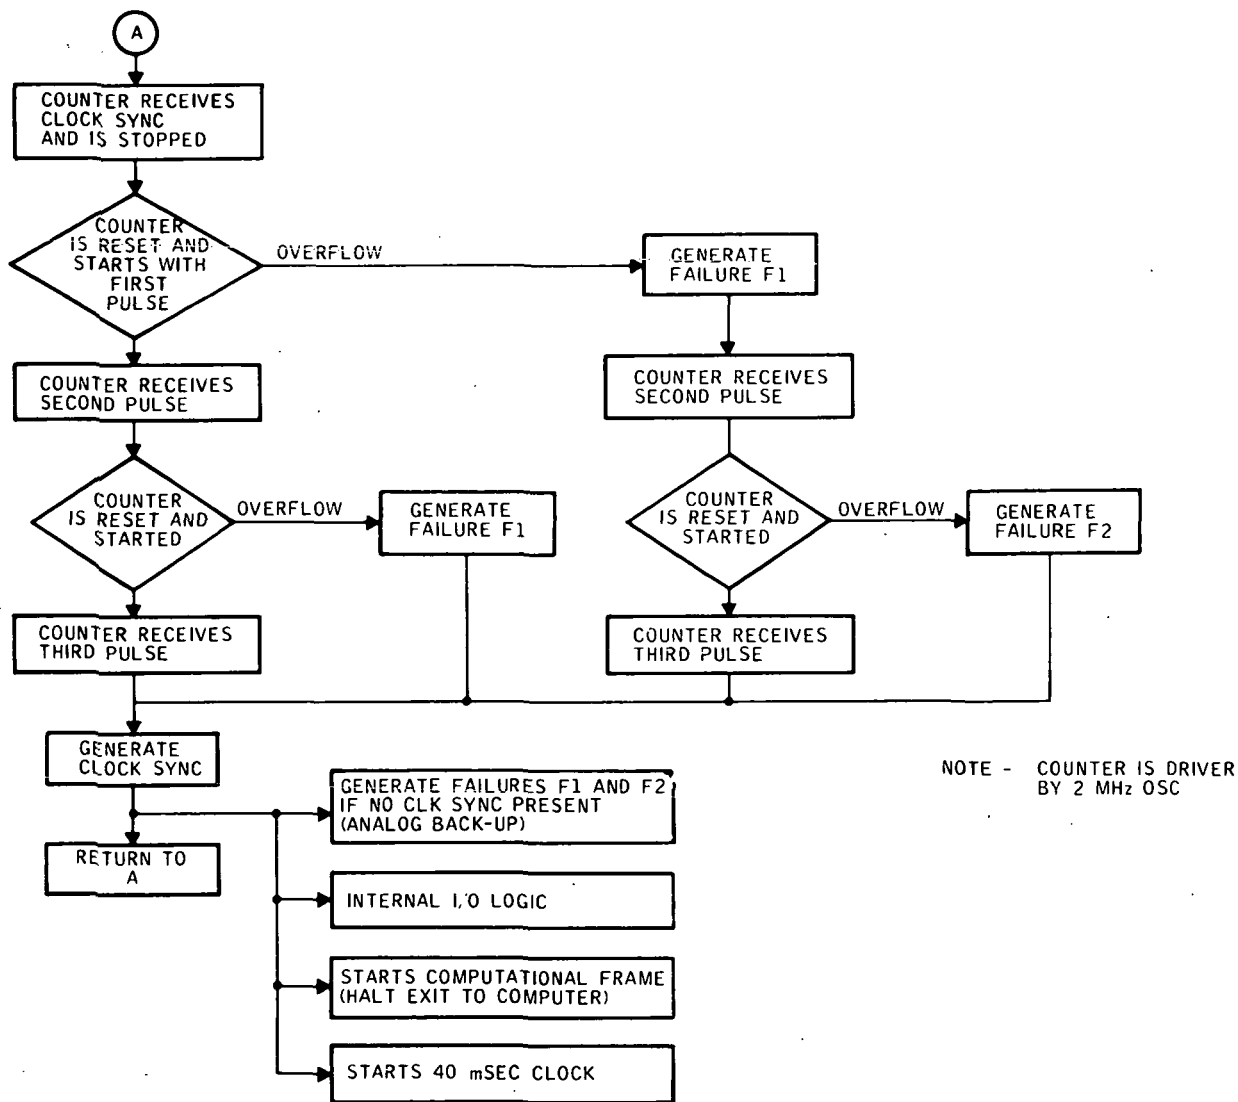 A
COUNTER RECEIVES
CLOCK SYNC
AND IS STOPPED
COUNTER
IS RESET AND
STARTS WITH
FIRST
PULSE
OVERFLOW
GENERATE
FAILURE F1
COUNTER RECEIVES
SECOND PULSE
COUNTER RECEIVES
SECOND PULSE
COUNTER
IS RESET AND
STARTED
OVERFLOW
GENERATE
FAILURE F1
COUNTER
IS RESET AND
STARTED
OVERFLOW
GENERATE
FAILURE F2
COUNTER RECEIVES
THIRD PULSE
COUNTER RECEIVES
THIRD PULSE
GENERATE
CLOCK SYNC
NOTE - COUNTER IS DRIVER
BY 2 MHz OSC
GENERATE FAILURES F1 AND F2
IF NO CLK SYNC PRESENT
(ANALOG BACK-UP)
RETURN TO
A
INTERNAL I/O LOGIC
STARTS COMPUTATIONAL FRAME
(HALT EXIT TO COMPUTER)
STARTS 40 mSEC CLOCK